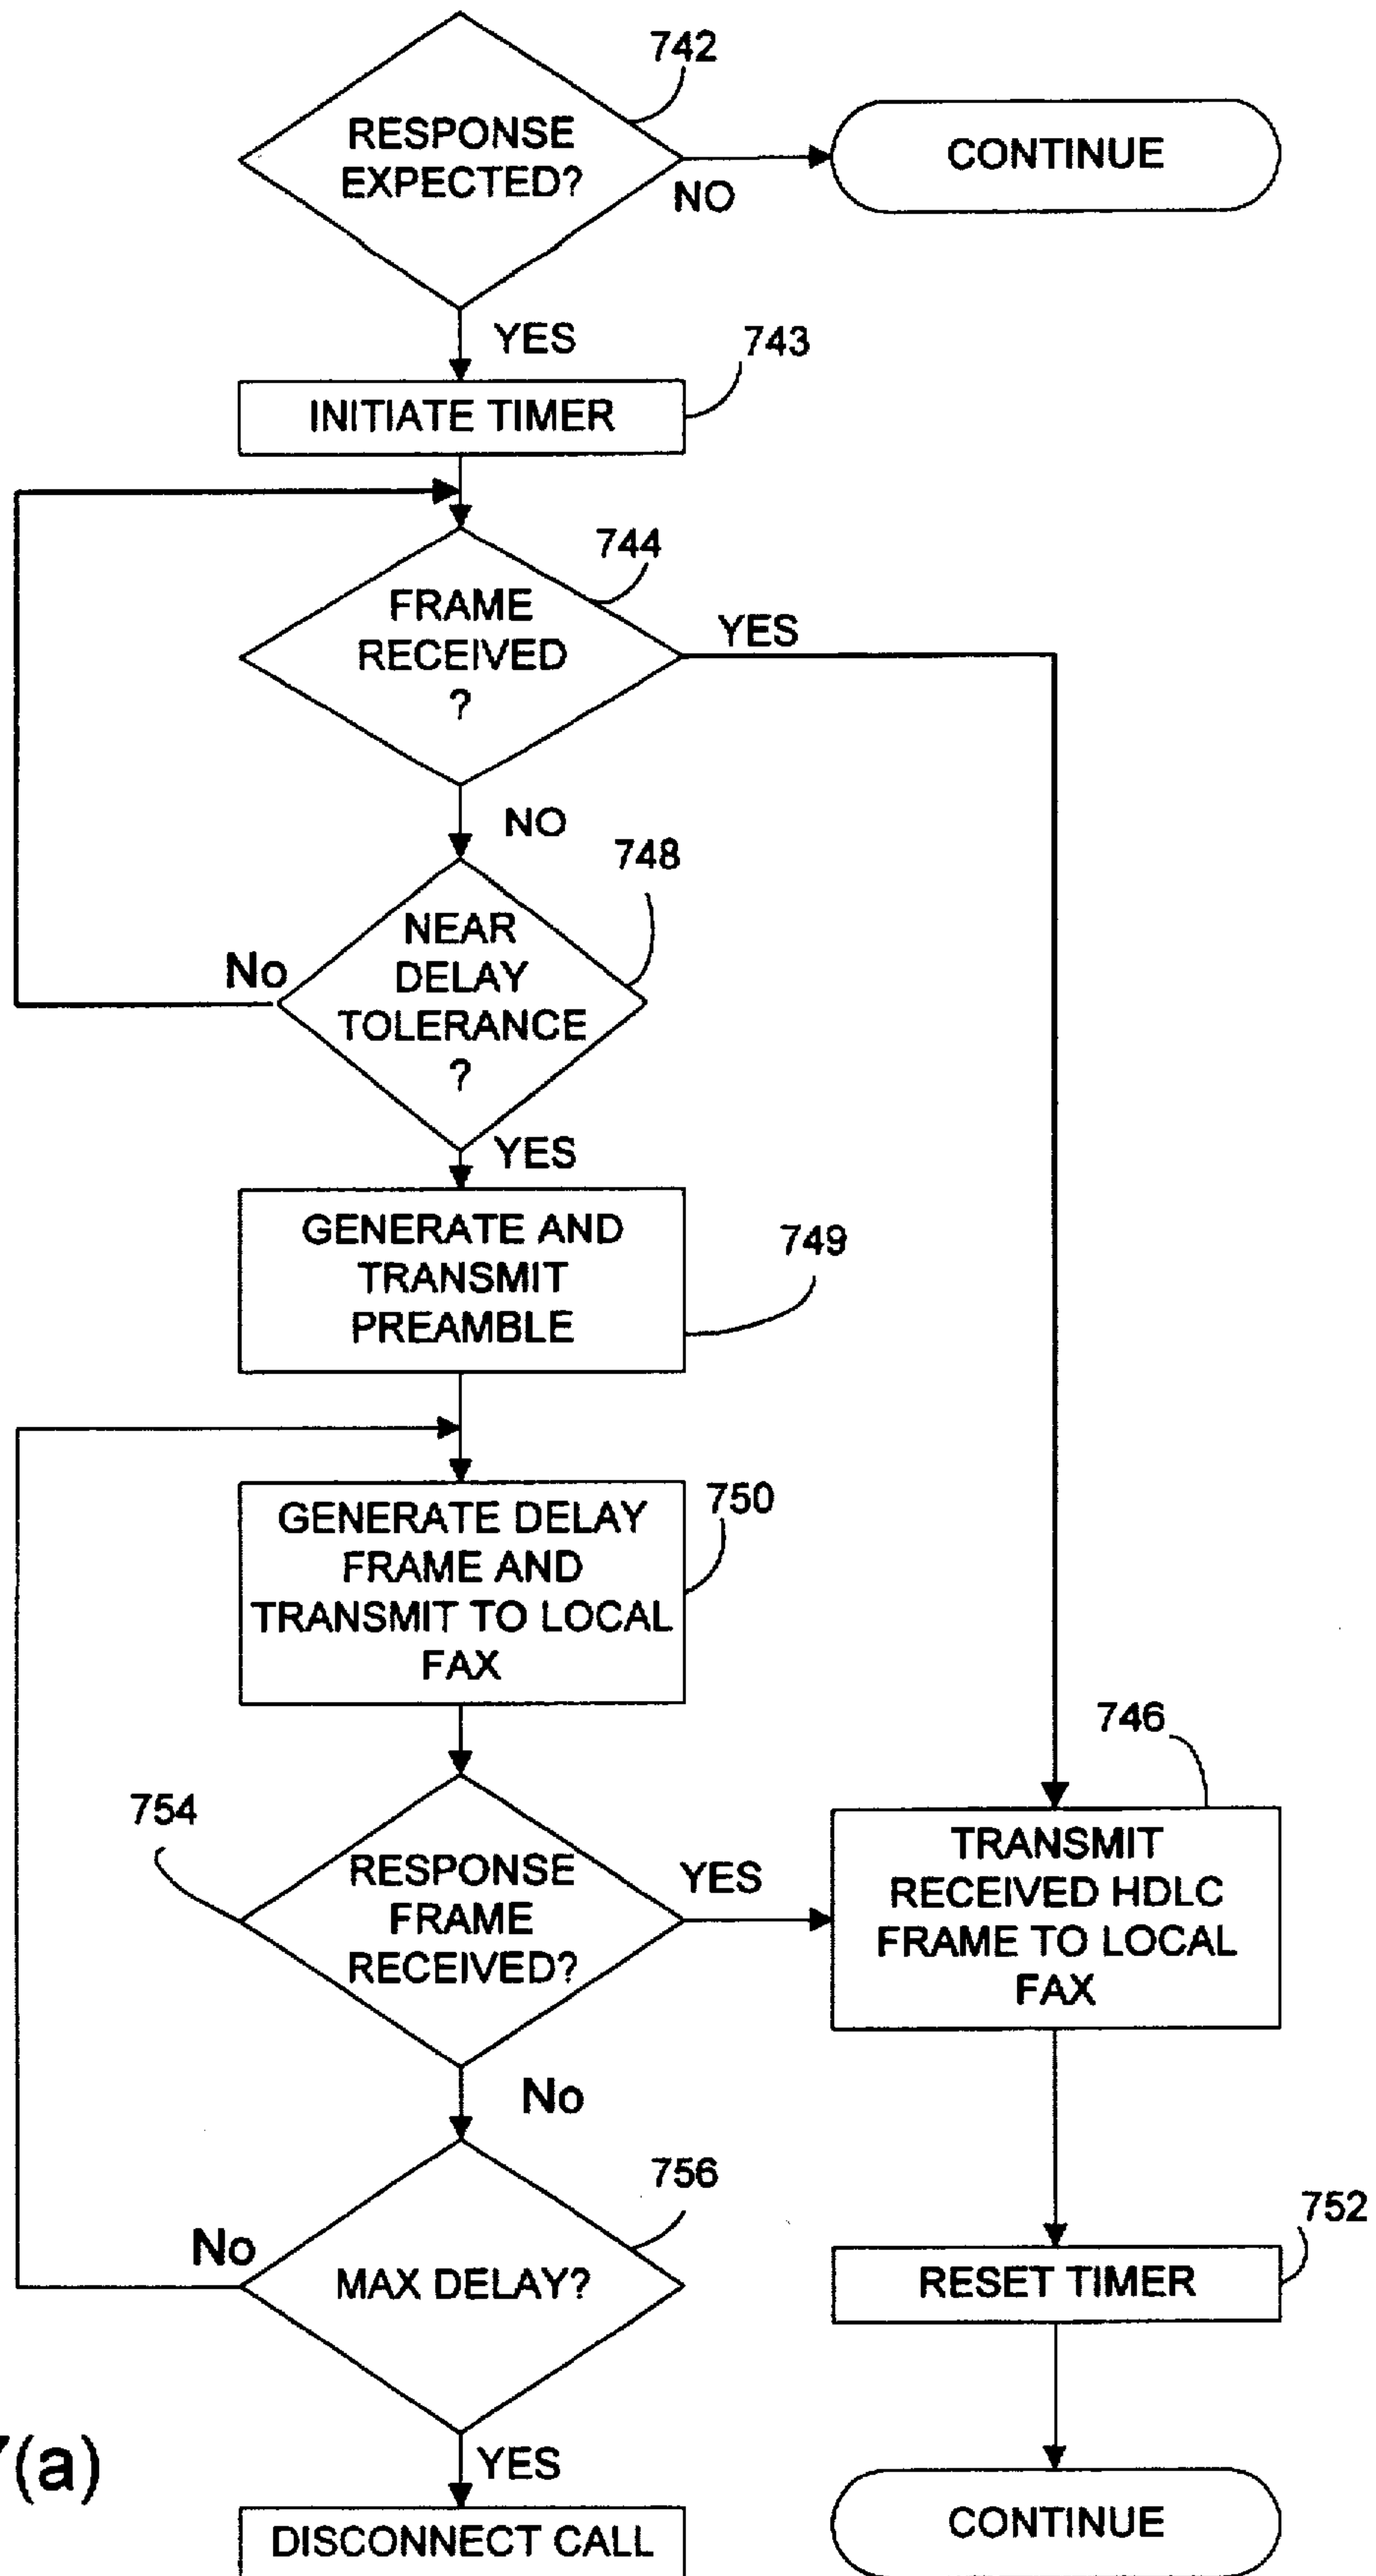 742
RESPONSE
EXPECTED?
CONTINUE
NO
YES
743
INITIATE TIMER
744
FRAME
RECEIVED
?
YES
NO
748
NEAR
DELAY
TOLERANCE
?
No
YES
GENERATE AND
TRANSMIT
PREAMBLE
749
GENERATE DELAY
FRAME AND
TRANSMIT TO LOCAL
FAX
750
746
754
RESPONSE
FRAME
RECEIVED?
YES
TRANSMIT
RECEIVED HDLC
FRAME TO LOCAL
FAX
No
756
752
No
MAX DELAY?
RESET TIMER
7(a)
YES
DISCONNECT CALL
CONTINUE